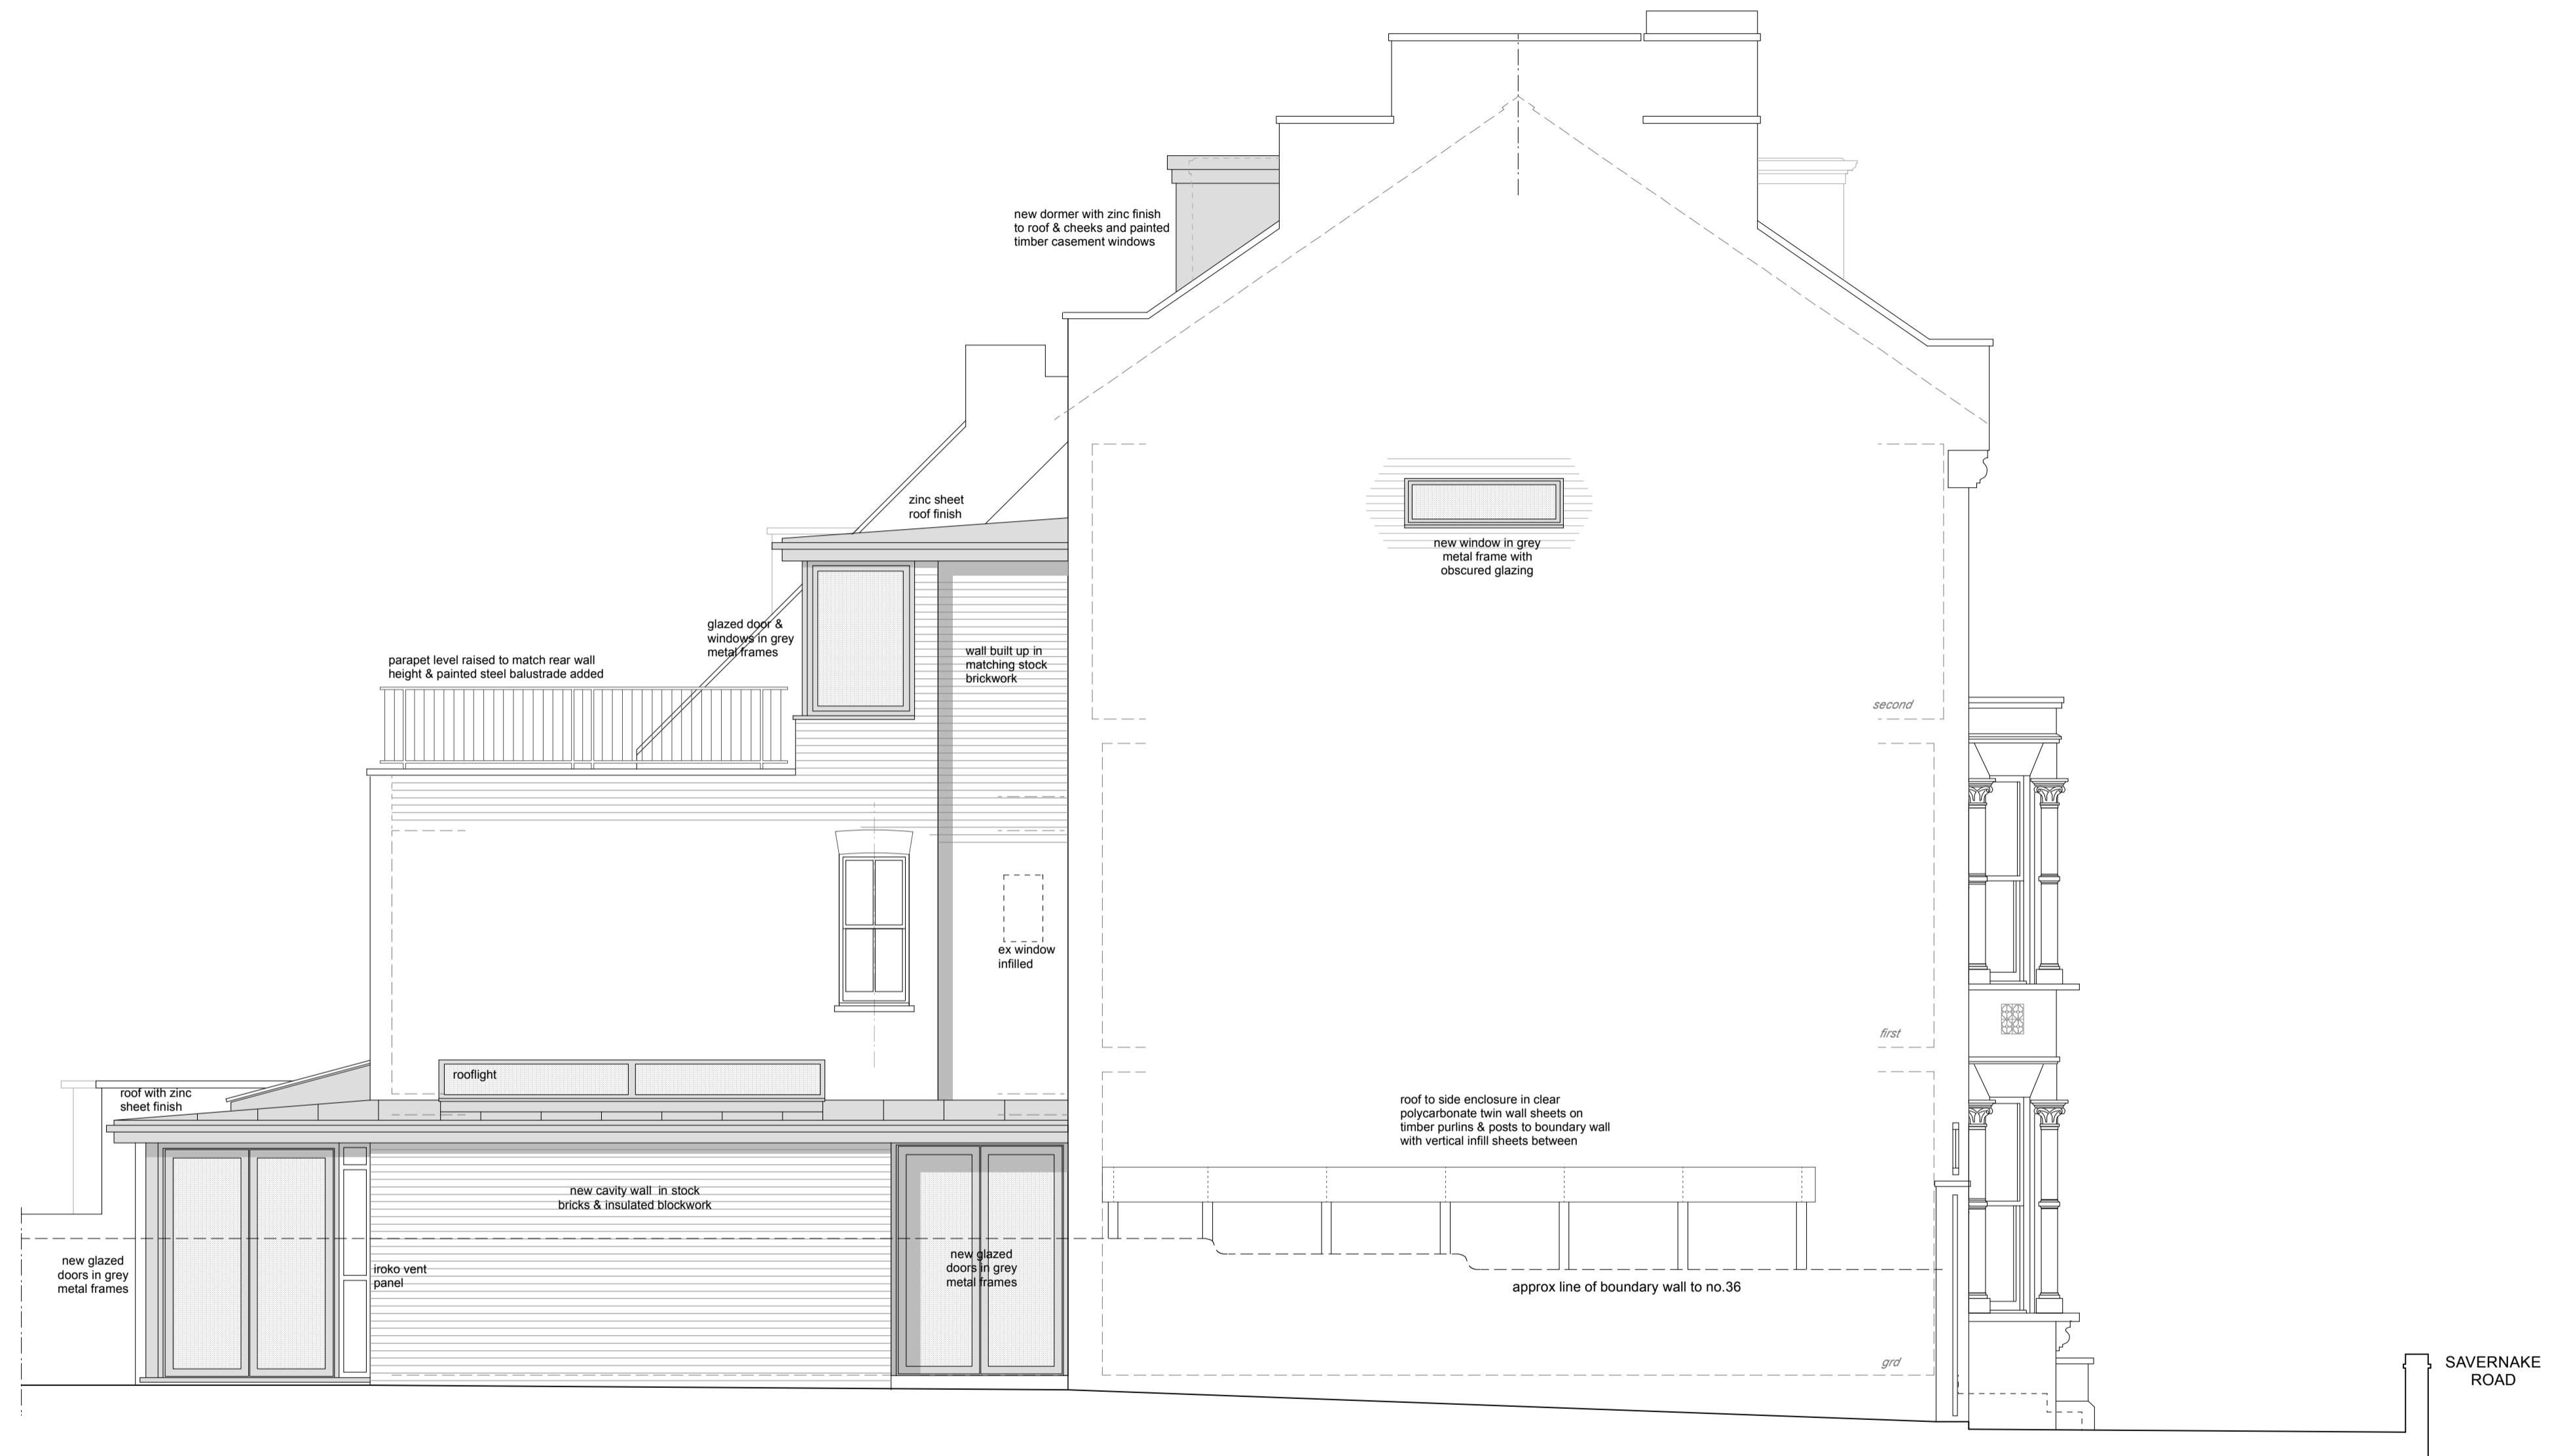 new dormer with zinc finish
to roof & cheeks and painted
timber casement windows
zinc sheet
roof finish
new window in grey
metal frame with
obscured glazing
glazed door &
windows in grey
metal frames
parapet level raised to match rear wall
height & painted steel balustrade added
wall built up in
matching stock
brickwork
second
ex window
infilled
first
rooflight
roof with zinc
sheet finish
roof to side enclosure in clear
polycarbonate twin wall sheets on
timber purlins & posts to boundary wall
with vertical infill sheets between
new cavity wall in stock
bricks & insulated blockwork
new glazed
doors in grey
metal frames
iroko vent
panel
new glazed
doors in grey
metal frames
approx line of boundary wall to no.36
grd
SAVERNAKE
ROAD